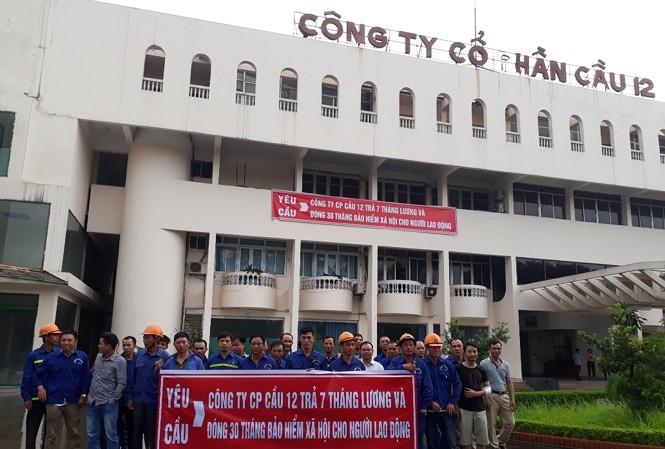 CÔNG TY CỔ HẦN CẦU 12
YÊU CẦU
CÔNG TY CP CẦU 12 TRẢ 7 THÁNG LƯƠNG VÀ
ĐÓNG 30 THÁNG BẢO HIỂM XÃ HỘI CHO NGƯỜI LAO ĐỘNG
YÊU CẦU
CÔNG TY CP CẦU 12 TRẢ 7 THÁNG LƯƠNG VÀ
ĐÓNG 30 THÁNG BẢO HIỂM XÃ HỘI CHO NGƯỜI LAO ĐỘNG